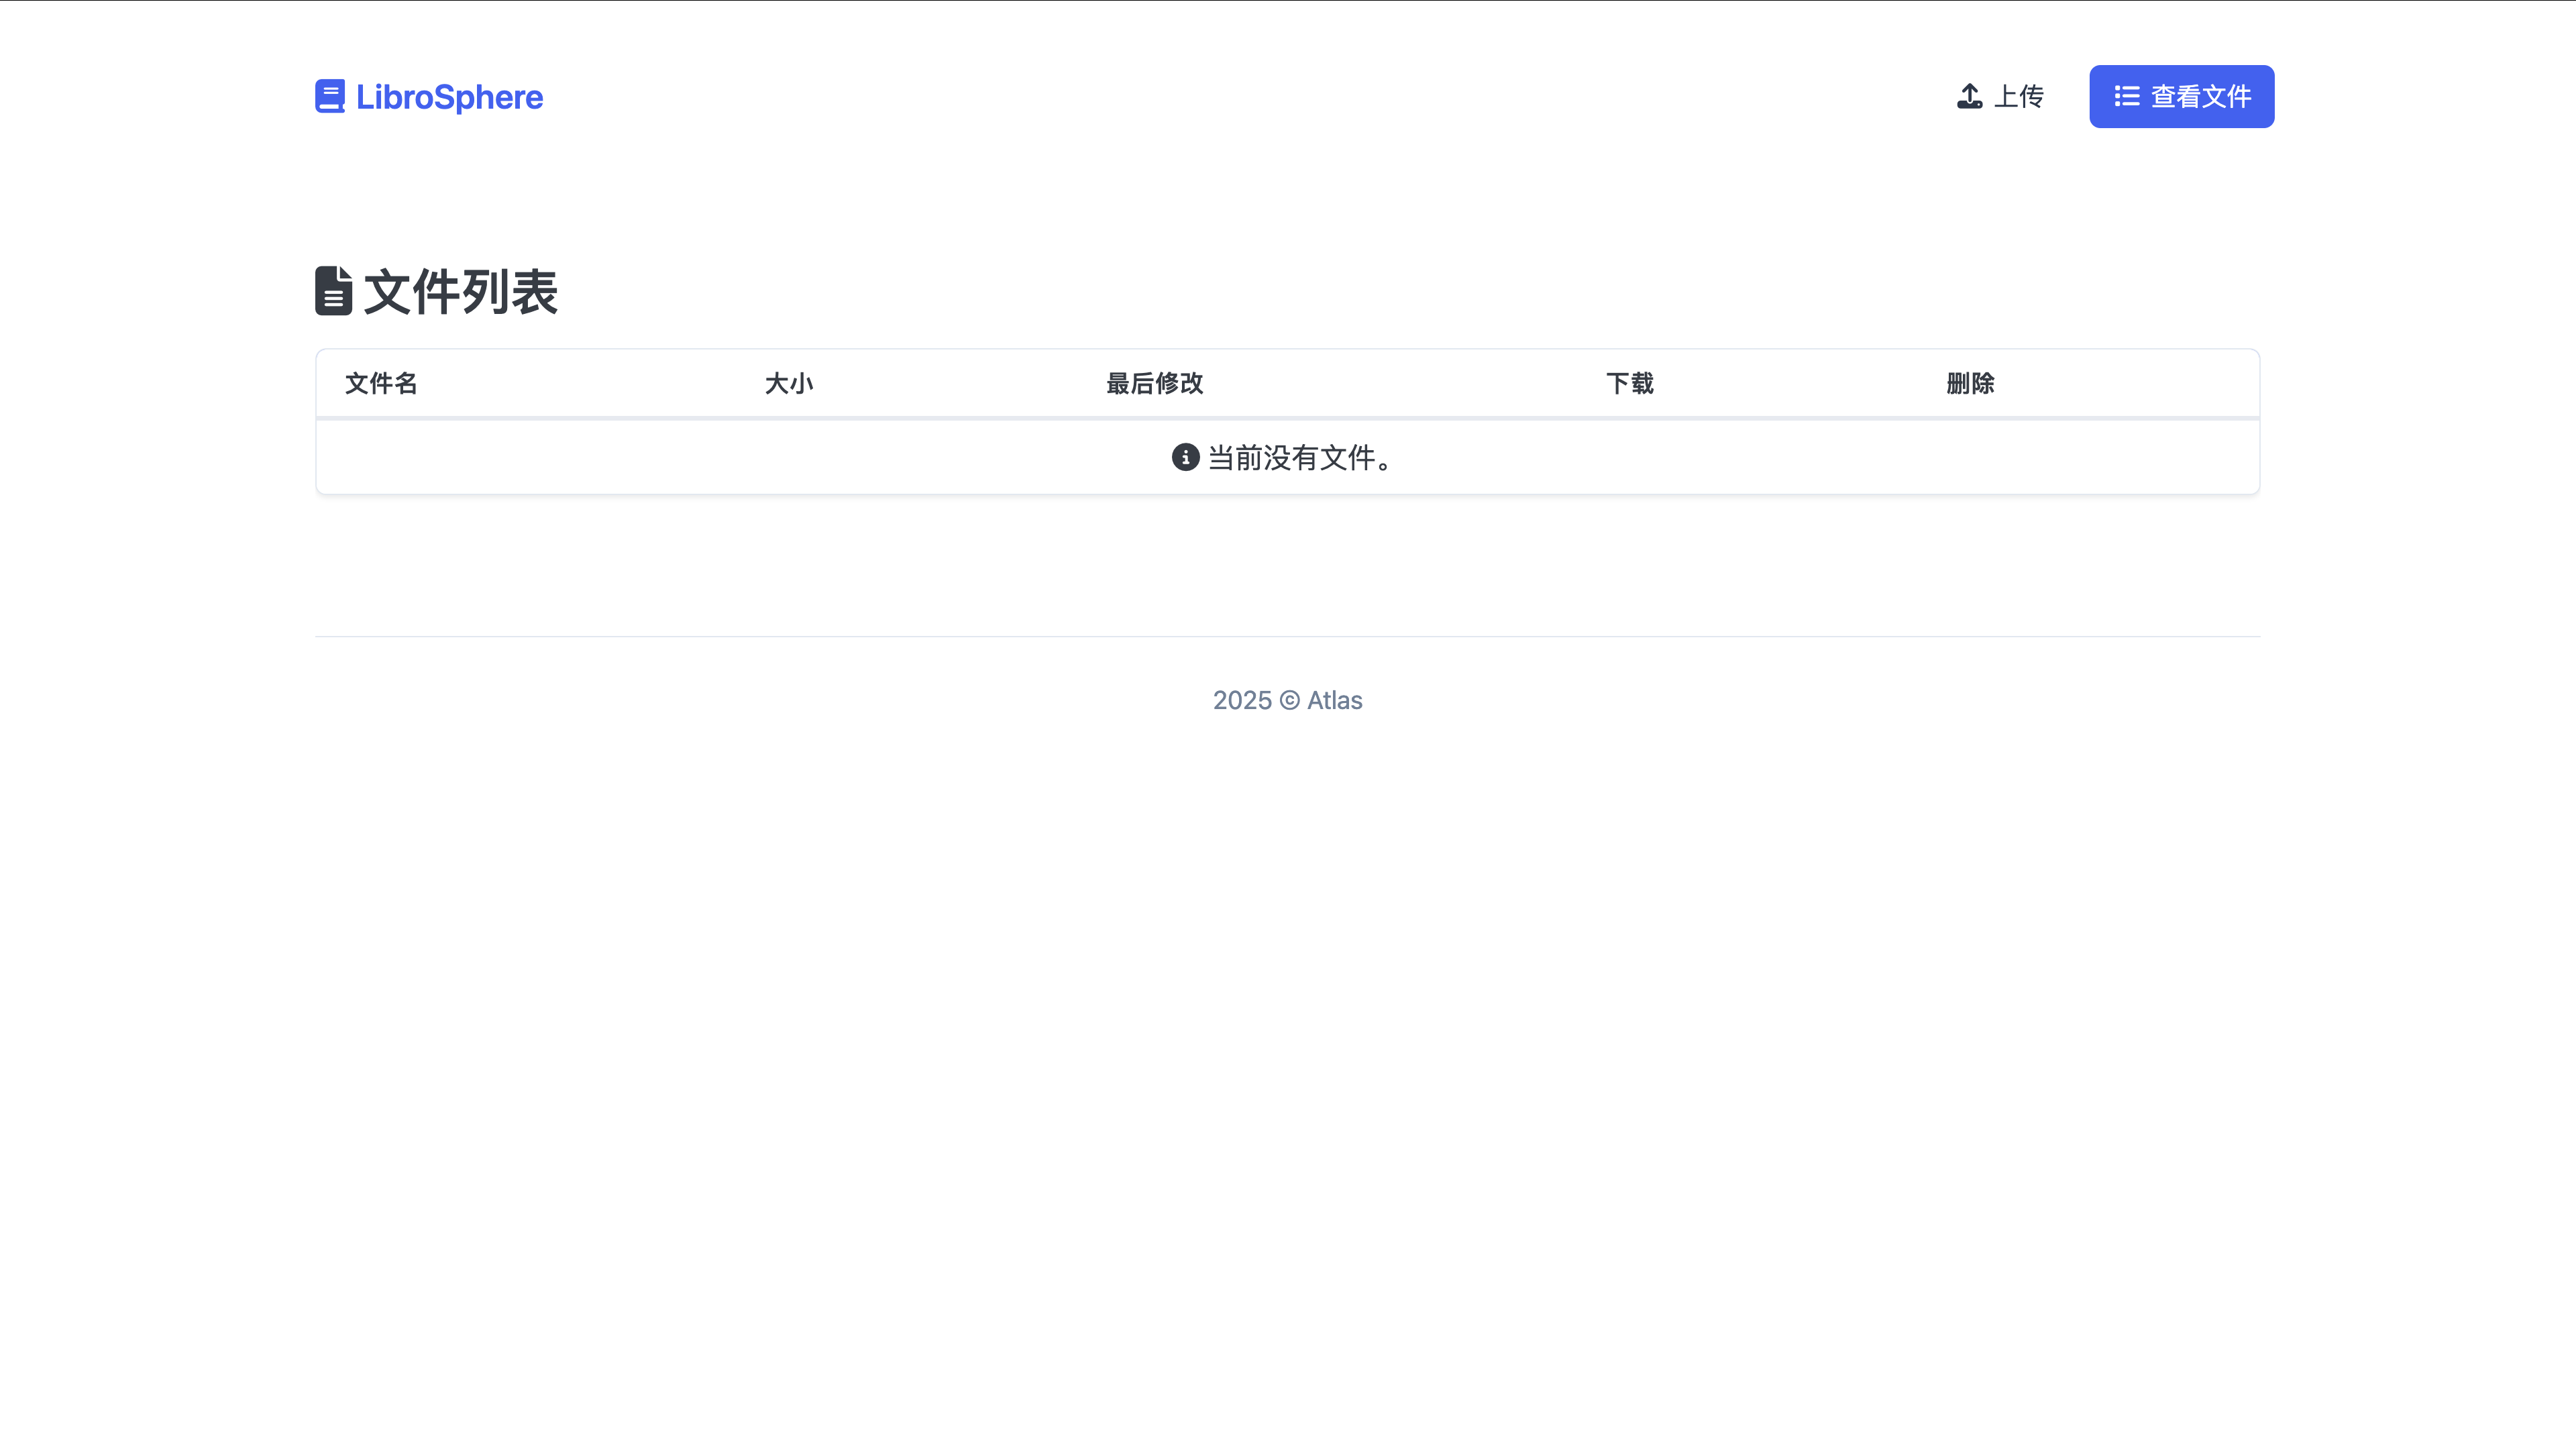 LibroSphere
上传
查看文件
文件列表
文件名 大小 最后修改 下载 删除
当前没有文件。
2025 © Atlas